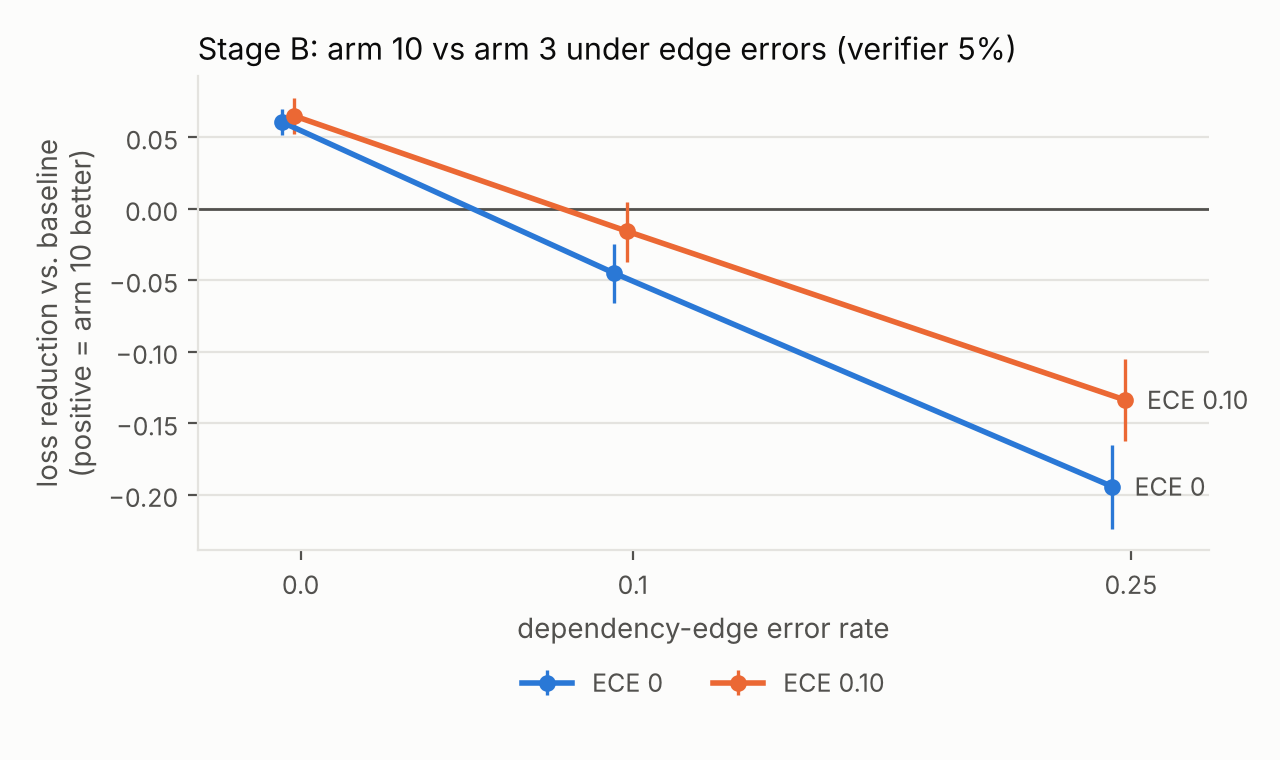 Stage B: arm 10 vs arm 3 under edge errors (verifier 5%)
loss reduction vs. baseline
(positive = arm 10 better)
0.05
0.00
−0.05
−0.10
−0.15
−0.20
ECE 0.10
ECE 0
0.0
0.1
0.25
dependency-edge error rate
ECE 0
ECE 0.10